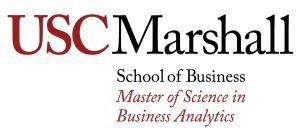 USC Marshall
School of Business
Master of Science in
Business Analytics